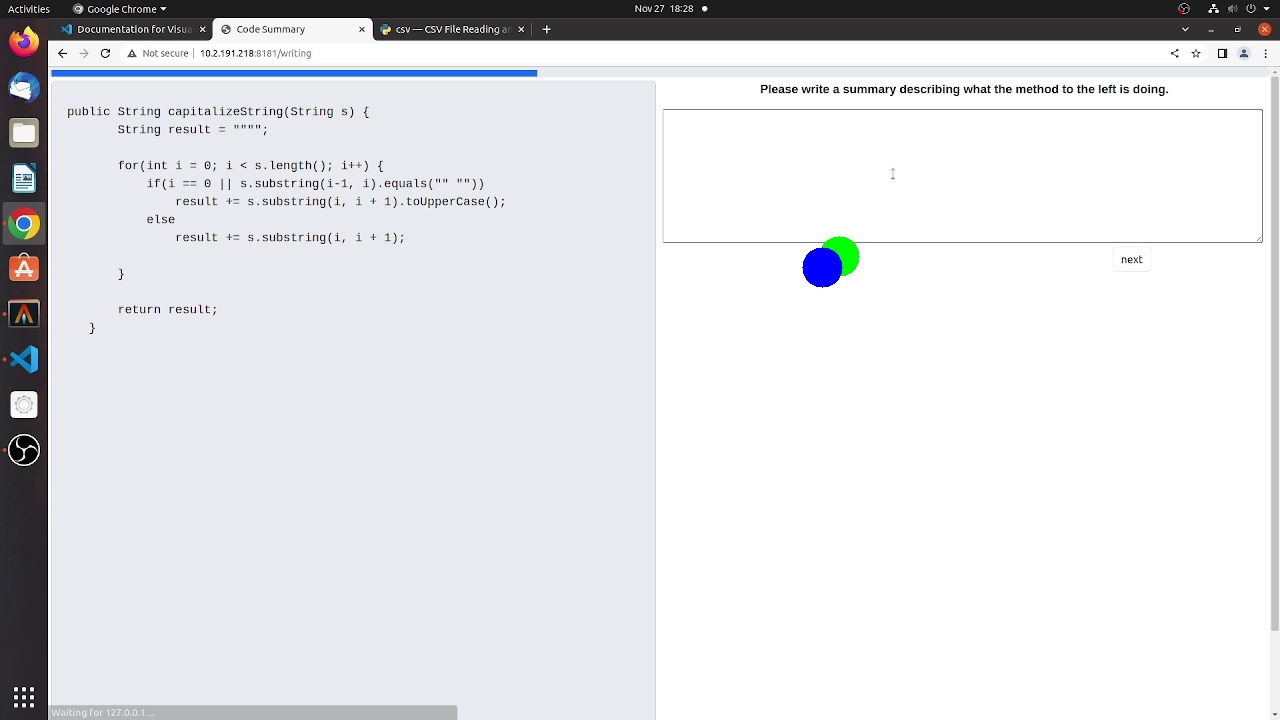 Activities
Google Chrome
Nov 27 18:28
Documentation for Visua
Code Summary
csv — CSV File Reading an
Not secure
10.2.191.218:8181/writing
public String capitalizeString(String s) {
String result = """";
for(int i = 0; i < s.length(); i++) {
if(i == 0 || s.substring(i-1, i).equals("" ""))
result += s.substring(i, i + 1).toUpperCase();
else
result += s.substring(i, i + 1);
}
return result;
}
Please write a summary describing what the method to the left is doing.
next
Waiting for 127.0.0.1...